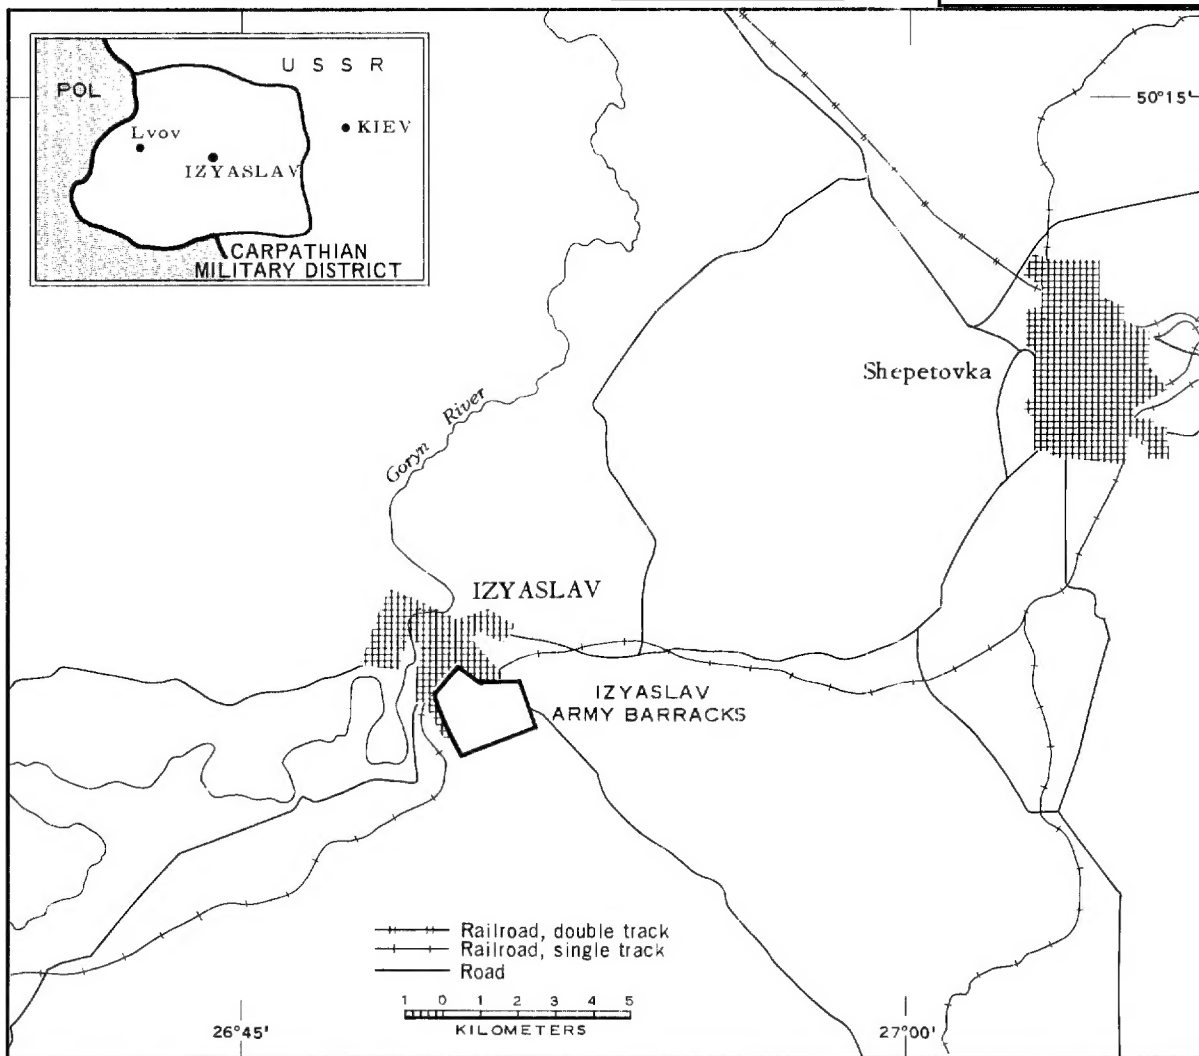 U S S R
POL
Lvov
KIEV
IZYASLAV
CARPATHIAN
MILITARY DISTRICT
50°15'
Shepetovka
Goryn River
IZYASLAV
IZYASLAV
ARMY BARRACKS
Railroad, double track
Railroad, single track
Road
1 0 1 2 3 4 5
KILOMETERS
26°45'
27°00'